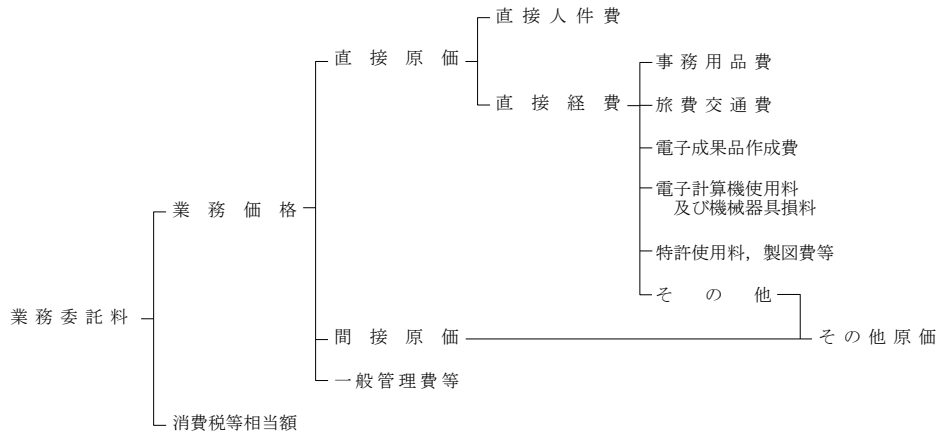 直接人件費
直接原価
事務用品費
直接経費
旅費交通費
電子成果品作成費
電子計算機使用料
及び機械器具損料
業務価格
特許使用料，製図費等
その他
業務委託料
間接原価
その他原価
一般管理費等
消費税等相当額